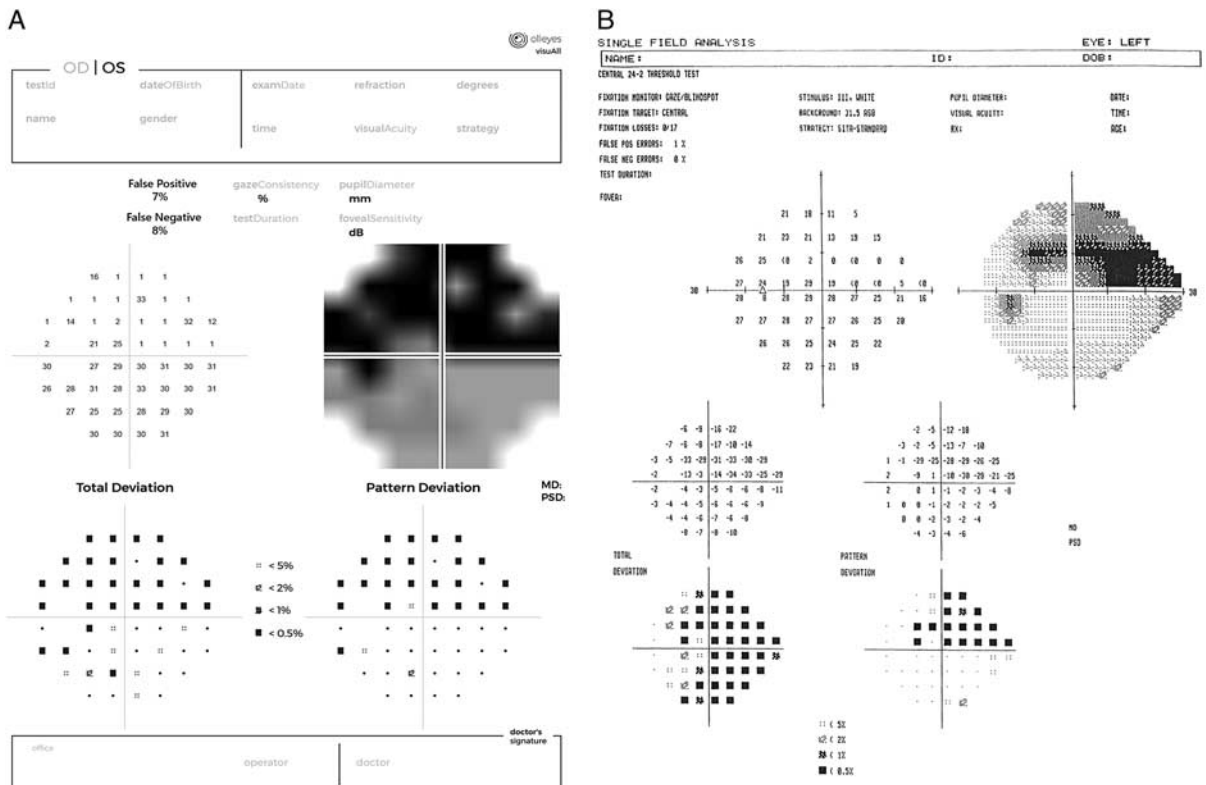 A
olleyes
visuAll
OD | OS
testId dateOfBirth examDate refraction degrees
name gender time visualAcuity strategy
False Positive gazeConsistency pupilDiameter
7% % mm
False Negative testDuration fovealSensitivity
8% dB
16 1 1 1
1 1 1 33 1 1
1 14 1 2 1 1 32 12
2 21 25 1 1 1 1
30 27 29 30 31 30 31
26 28 31 28 33 30 30 31
27 25 25 28 29 30
30 30 30 31
Total Deviation Pattern Deviation MD:
PSD:
< 5%
< 2%
< 1%
< 0.5%
doctor's
signature
office
operator doctor
B
SINGLE FIELD ANALYSIS EYE: LEFT
NAME: ID: DOB:
CENTRAL 24-2 THRESHOLD TEST
FIXATION MONITOR: GAZE/BLINDSPOT STIMULUS: III, WHITE PUPIL DIAMETER: DATE:
FIXATION TARGET: CENTRAL BACKGROUND: 31.5 ASB VISUAL ACUITY: TIME:
FIXATION LOSSES: 0/17 STRATEGY: SITA-STANDARD RX: AGE:
FALSE POS ERRORS: 1 %
FALSE NEG ERRORS: 0 %
TEST DURATION:
FOVEA:
21 18 11 5
21 23 21 13 19 15
26 25 <0 2 0 <0 0 0
27 24 19 29 19 <0 <0 5 <0
30 30
28 0 28 29 28 28 27 25 21 16
27 27 28 27 27 26 25 20
26 26 25 24 25 22
22 23 21 19
-6 -9 -16 -22
-7 -6 -8 -17 -10 -14
-3 -5 -33 -29 -31 -33 -30 -29
-2 -13 -3 -14 -34 -33 -25 -29
-2 -4 -3 -5 -6 -6 -8 -11
-3 -4 -4 -5 -6 -6 -6 -9
-4 -4 -6 -7 -6 -8
-8 -7 -8 -10
-2 -5 -12 -18
-3 -2 -5 -13 -7 -10
1 -1 -29 -25 -28 -29 -26 -25
2 -9 1 -10 -30 -29 -21 -25
2 0 1 -1 -2 -3 -4 -8
1 0 0 -1 -2 -2 -2 -5
0 0 -2 -3 -2 -4
-4 -3 -4 -6
MD
PSD
TOTAL
DEVIATION
PATTERN
DEVIATION
< 5%
< 2%
< 1%
< 0.5%